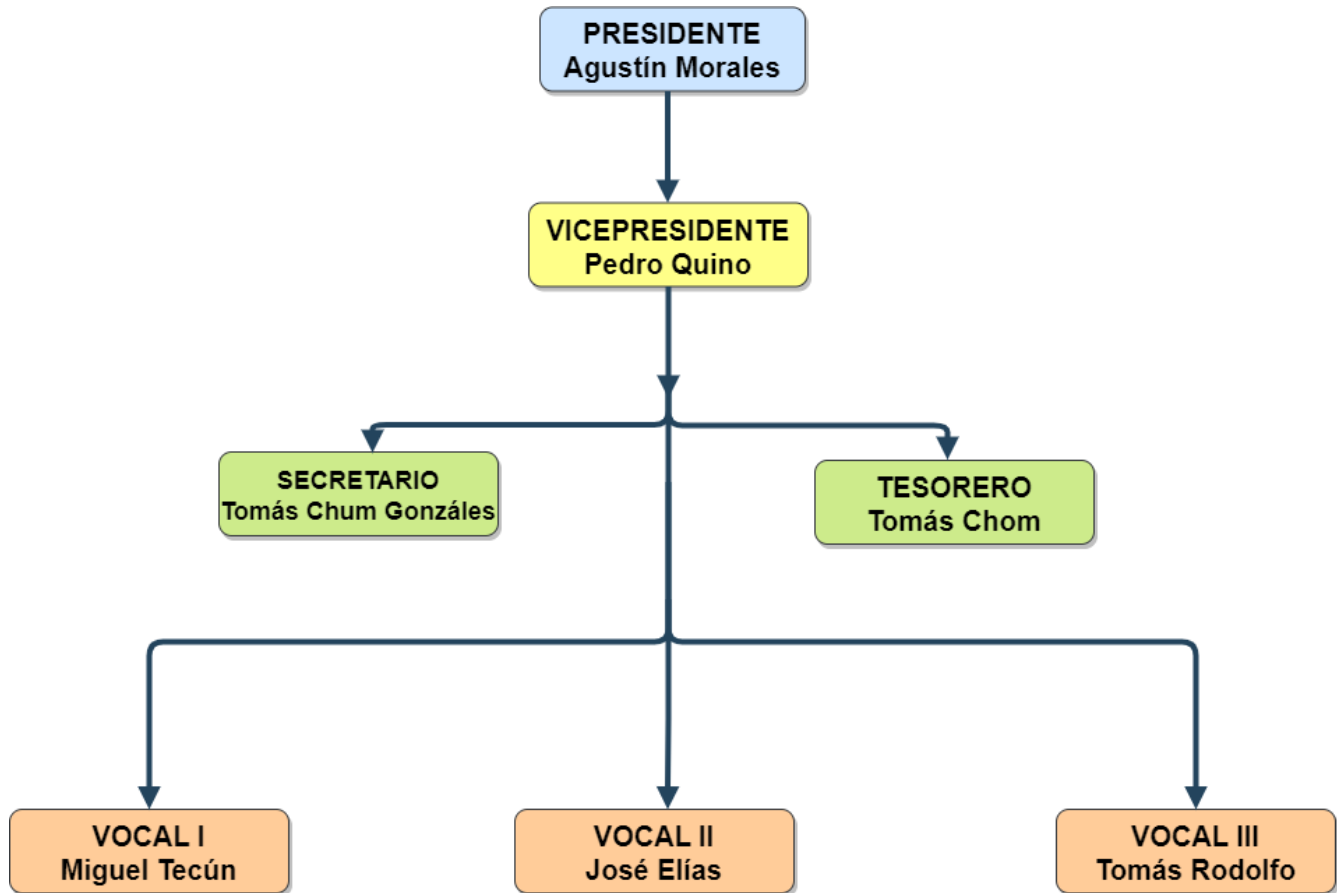 PRESIDENTE
Agustín Morales
VICEPRESIDENTE
Pedro Quino
SECRETARIO
Tomás Chum Gonzáles
TESORERO
Tomás Chom
VOCAL I
Miguel Tecún
VOCAL II
José Elías
VOCAL III
Tomás Rodolfo